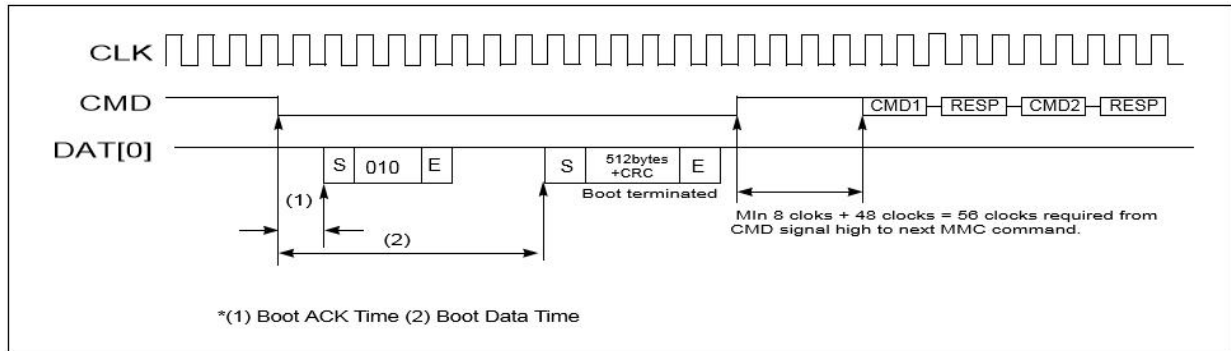 CLK
CMD
CMD1 RESP CMD2 RESP
DAT[0]
S 010 E S 512bytes E
+CRC
Boot terminated
(1)
(2)
MIn 8 cloks + 48 clocks = 56 clocks required from
CMD signal high to next MMC command.
*(1) Boot ACK Time (2) Boot Data Time